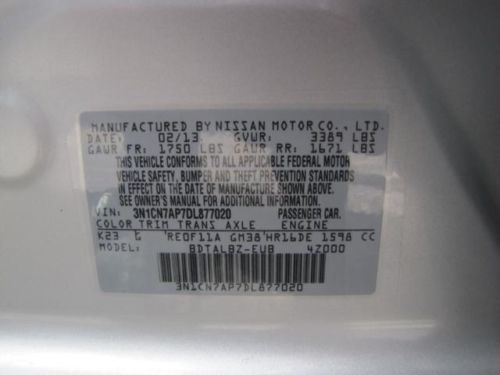 MANUFACTURED BY NISSAN MOTOR CO., LTD.
DATE: 02/13 GVWR: 3389 LBS
GAWR FR: 1750 LBS GAWR RR: 1671 LBS
THIS VEHICLE CONFORMS TO ALL APPLICABLE FEDERAL MOTOR
VEHICLE SAFETY, BUMPER, AND THEFT PREVENTION STANDARDS
IN EFFECT ON THE DATE OF MANUFACTURE SHOWN ABOVE.
SEE OWNER'S MANUAL FOR ADDITIONAL INFORMATION.
VIN: 3N1CN7AP7DL877020 PASSENGER CAR.
COLOR TRIM TRANS AXLE ENGINE
K23 G RE0F11A GM38 HR16DE 1598 CC
MODEL: BDTALBZ-EUB 4Z000
3N1CN7AP7DL877020